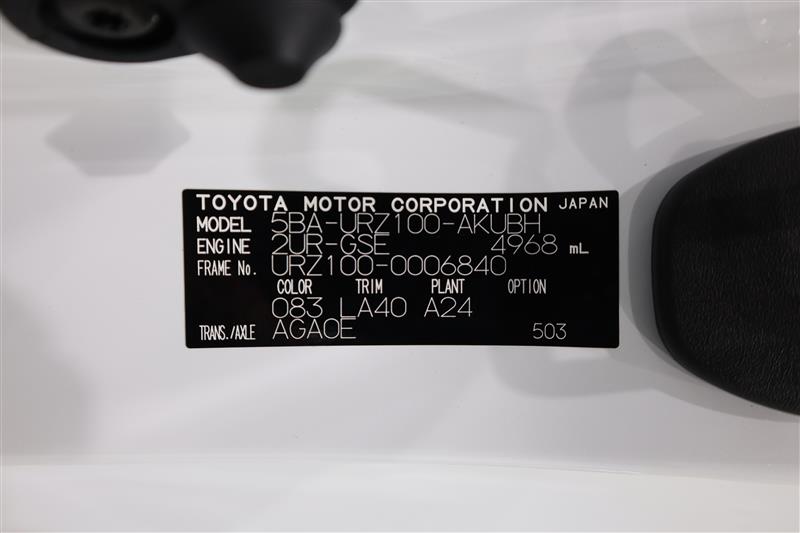 TOYOTA MOTOR CORPORATION JAPAN
MODEL 5BA-URZ100-AKUBH
ENGINE 2UR-GSE 4968 mL
FRAME No. URZ100-0006840
COLOR TRIM PLANT OPTION
083 LA40 A24
TRANS./AXLE AGA0E 503